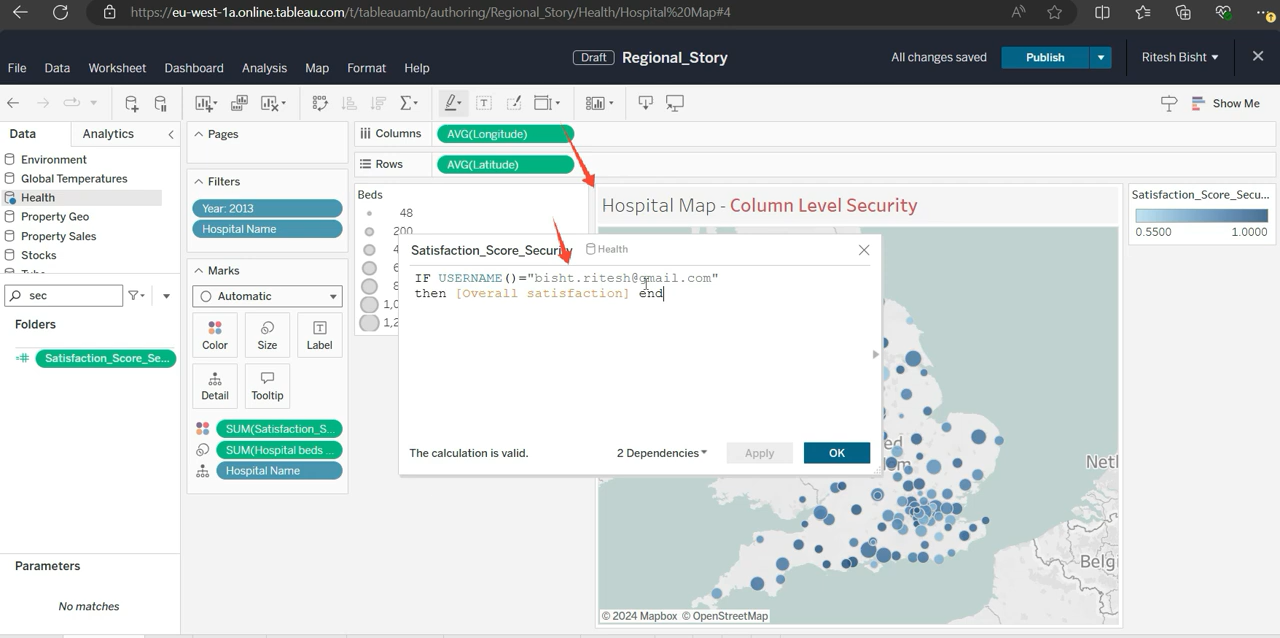 https://eu-west-1a.online.tableau.com/t/tableauamb/authoring/Regional_Story/Health/Hospital%20Map#4
Draft Regional_Story
All changes saved
Publish
Ritesh Bisht
File Data Worksheet Dashboard Analysis Map Format Help
Show Me
Data Analytics
Environment
Global Temperatures
Health
Property Geo
Property Sales
Stocks
sec
Folders
Satisfaction_Score_Se...
Parameters
No matches
Pages
Filters
Year: 2013
Hospital Name
Marks
Automatic
Color Size Label
Detail Tooltip
SUM(Satisfaction_S...
SUM(Hospital beds ...
Hospital Name
Columns AVG(Longitude)
Rows AVG(Latitude)
Beds
48
200
Hospital Map - Column Level Security
Satisfaction_Score_Security Health
IF USERNAME()="bisht.ritesh@gmail.com"
then [Overall satisfaction] end
The calculation is valid.
2 Dependencies
Apply OK
Satisfaction_Score_Secu...
0.5500 1.0000
© 2024 Mapbox © OpenStreetMap